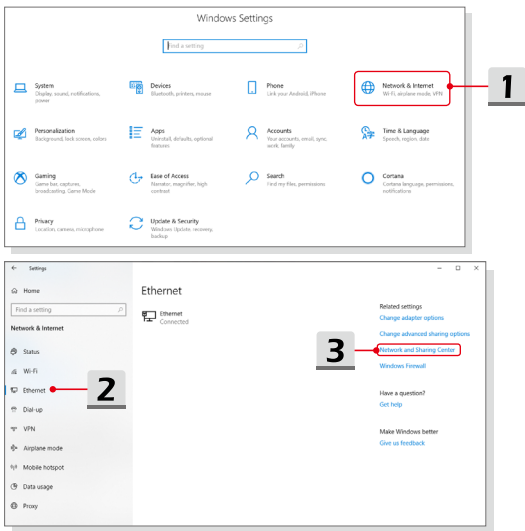 Windows Settings
Find a setting
System
Display, sound, notifications,
power
Devices
Bluetooth, printers, mouse
Phone
Link your Android, iPhone
Network & Internet
Wi-Fi, airplane mode, VPN
1
Personalization
Background, lock screen, colors
Apps
Uninstall, defaults, optional
features
Accounts
Your accounts, email, sync,
work, family
Time & Language
Speech, region, date
Gaming
Game bar, captures,
broadcasting, Game Mode
Ease of Access
Narrator, magnifier, high
contrast
Search
Find my files, permissions
Cortana
Cortana language, permissions,
notifications
Privacy
Location, camera, microphone
Update & Security
Windows Update, recovery,
backup
Settings
Home
Find a setting
Network & Internet
Status
Wi-Fi
Ethernet
2
Dial-up
VPN
Airplane mode
Mobile hotspot
Data usage
Proxy
Ethernet
Ethernet
Connected
Related settings
Change adapter options
Change advanced sharing options
3
Network and Sharing Center
Windows Firewall
Have a question?
Get help
Make Windows better
Give us feedback